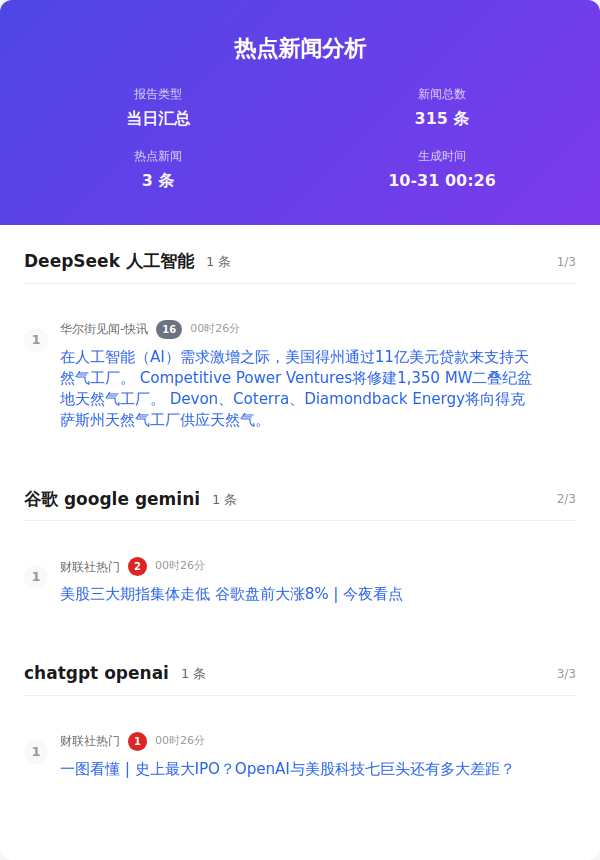 热点新闻分析
报告类型
当日汇总
新闻总数
315 条
热点新闻
3 条
生成时间
10-31 00:26
DeepSeek 人工智能 1 条 1/3
1
华尔街见闻-快讯 16 00时26分
在人工智能（AI）需求激增之际，美国得州通过11亿美元贷款来支持天
然气工厂。 Competitive Power Ventures将修建1,350 MW二叠纪盆
地天然气工厂。 Devon、Coterra、Diamondback Energy将向得克
萨斯州天然气工厂供应天然气。
谷歌 google gemini 1 条 2/3
1
财联社热门 2 00时26分
美股三大期指集体走低 谷歌盘前大涨8% | 今夜看点
chatgpt openai 1 条 3/3
1
财联社热门 1 00时26分
一图看懂 | 史上最大IPO？OpenAI与美股科技七巨头还有多大差距？